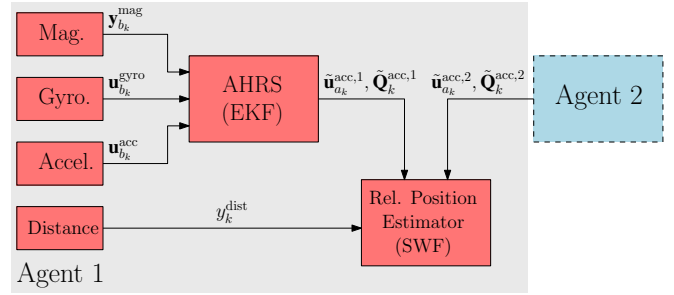 Mag.
𝐲_{b_k}^{mag}
Gyro.
𝐮_{b_k}^{gyro}
Accel.
𝐮_{b_k}^{acc}
AHRS
(EKF)
𝐮̃_{a_k}^{acc,1}, 𝐐̃_k^{acc,1}
𝐮̃_{a_k}^{acc,2}, 𝐐̃_k^{acc,2}
Agent 2
Distance
y_k^{dist}
Rel. Position
Estimator
(SWF)
Agent 1